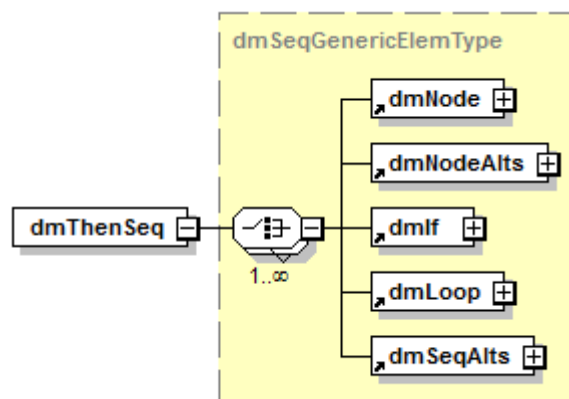 dmSeqGenericElemType
dmNode
dmNodeAlts
dmThenSeq
dmIf
1..∞
dmLoop
dmSeqAlts